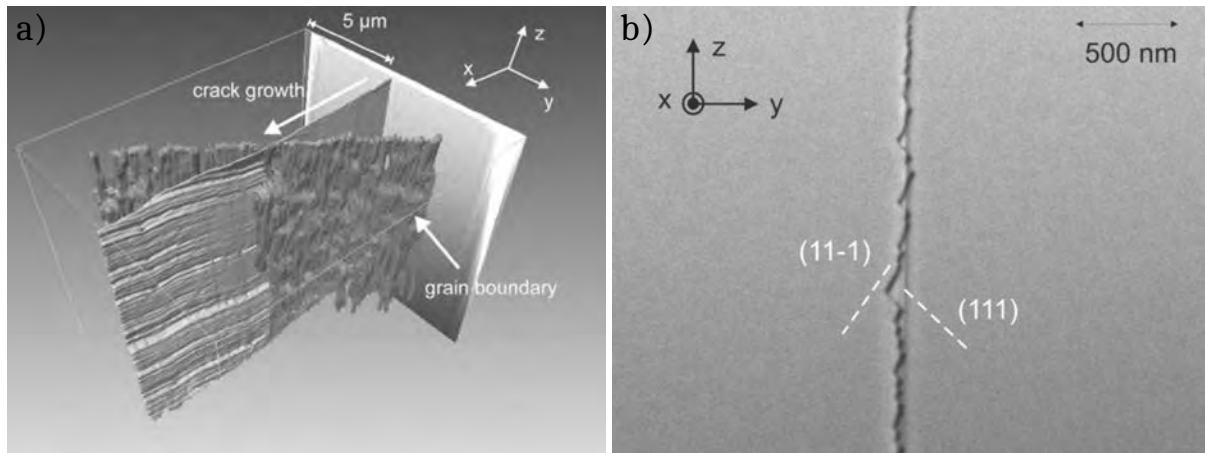 a)
5 µm
z
x
y
crack growth
grain boundary
b)
z
x
y
500 nm
(11-1)
(111)